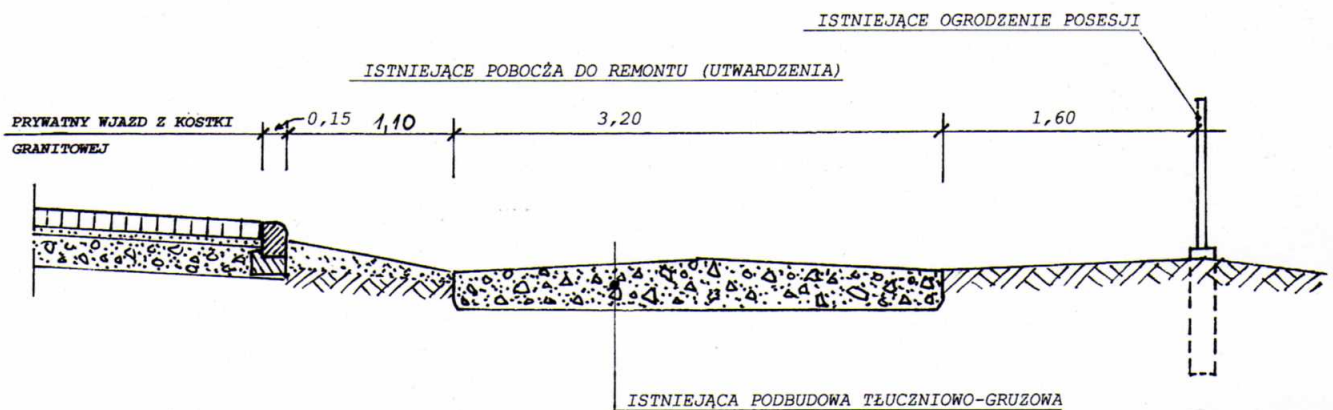 ISTNIEJĄCE OGRODZENIE POSESJI
ISTNIEJĄCE POBOCŻA DO REMONTU (UTWARDZENIA)
PRYWATNY WJAZD Z KOSTKI
GRANITOWEJ
0,15 1,10 3,20 1,60
ISTNIEJĄCA PODBUDOWA TŁUCZNIOWO-GRUZOWA